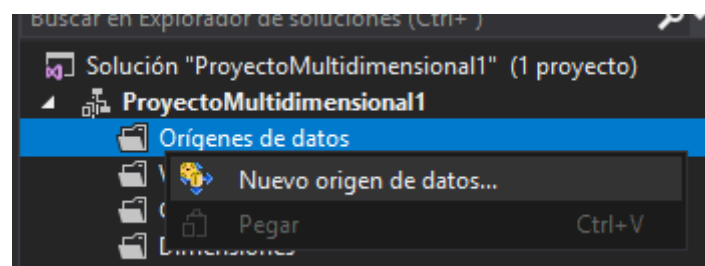 Buscar en Explorador de soluciones (Ctrl+ )
Solución "ProyectoMultidimensional1" (1 proyecto)
ProyectoMultidimensional1
Orígenes de datos
Nuevo origen de datos...
Pegar Ctrl+V
Dimensiones